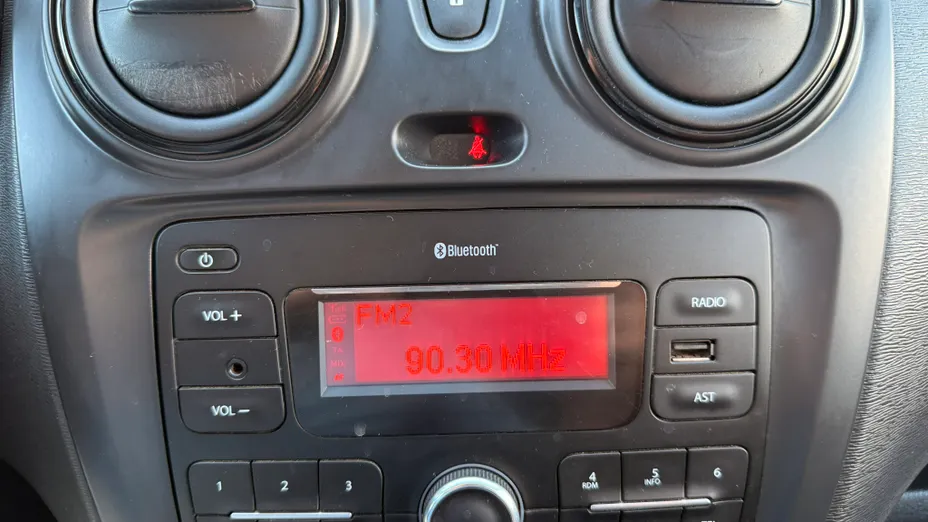 Bluetooth
VOL +
RADIO
FM2
90.30 MHz
VOL −
AST
1
2
3
4
RDM
5
INFO
6